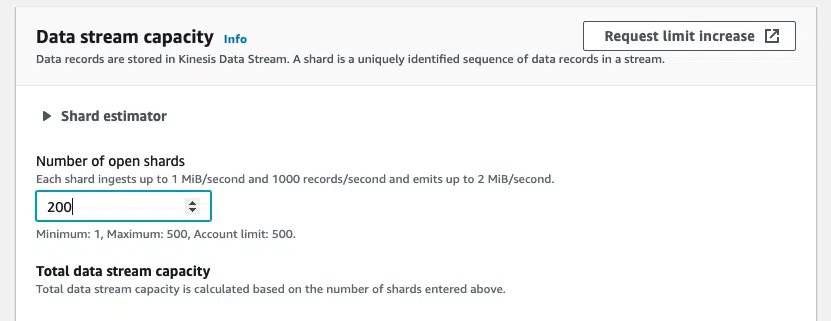 Data stream capacity Info
Request limit increase
Data records are stored in Kinesis Data Stream. A shard is a uniquely identified sequence of data records in a stream.
Shard estimator
Number of open shards
Each shard ingests up to 1 MiB/second and 1000 records/second and emits up to 2 MiB/second.
200
Minimum: 1, Maximum: 500, Account limit: 500.
Total data stream capacity
Total data stream capacity is calculated based on the number of shards entered above.